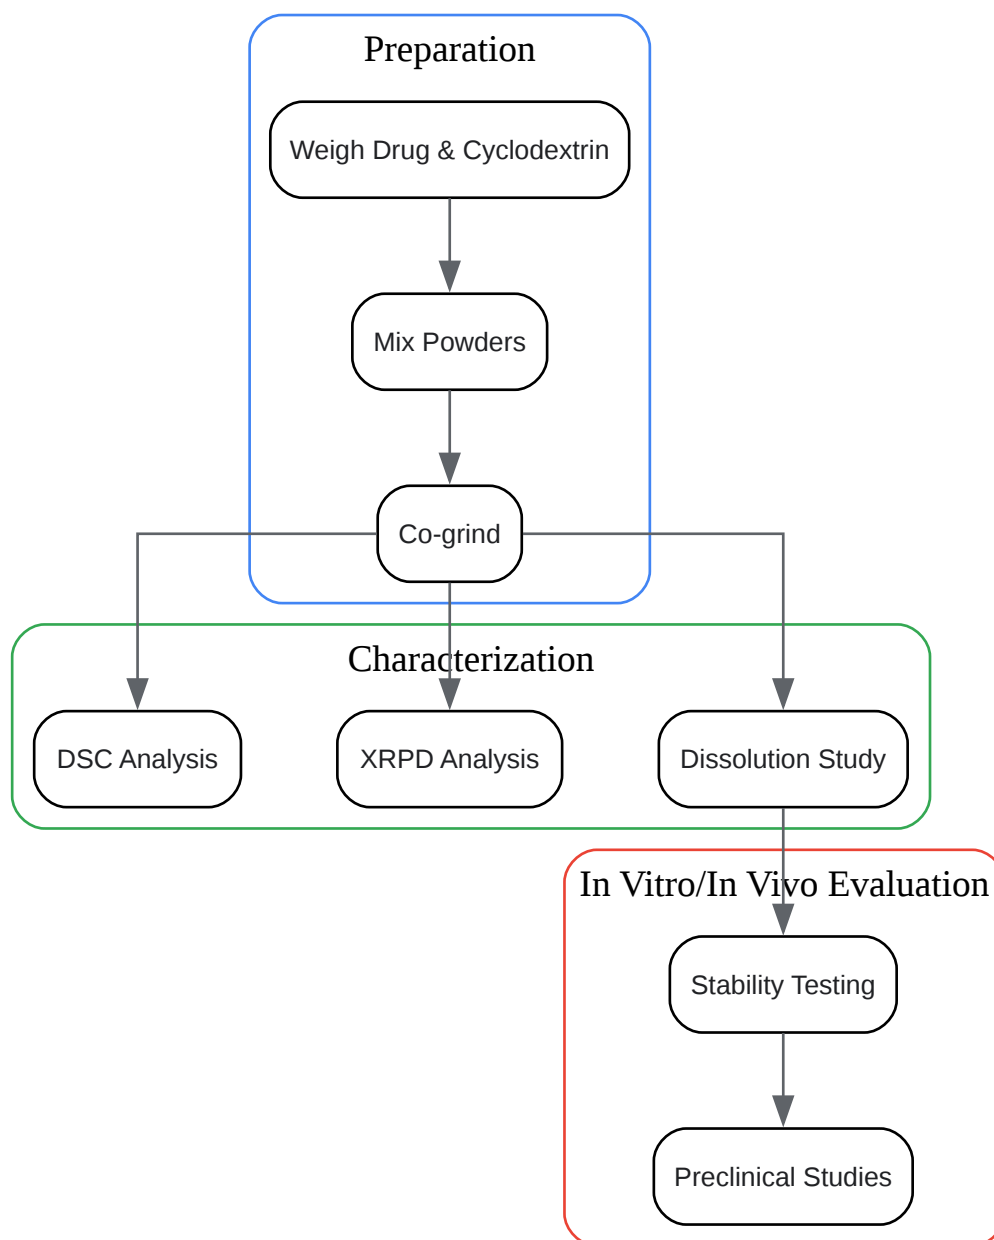 Preparation
Weigh Drug & Cyclodextrin
Mix Powders
Co-grind
Characterization
DSC Analysis
XRPD Analysis
Dissolution Study
In Vitro/In Vivo Evaluation
Stability Testing
Preclinical Studies